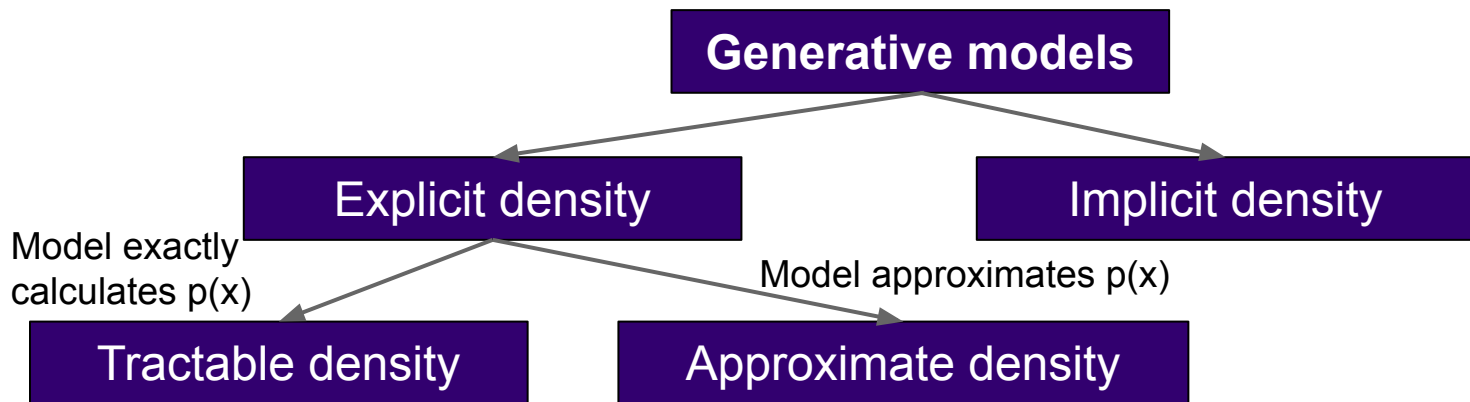 Generative models
Explicit density
Implicit density
Model exactly
calculates p(x)
Model approximates p(x)
Tractable density
Approximate density